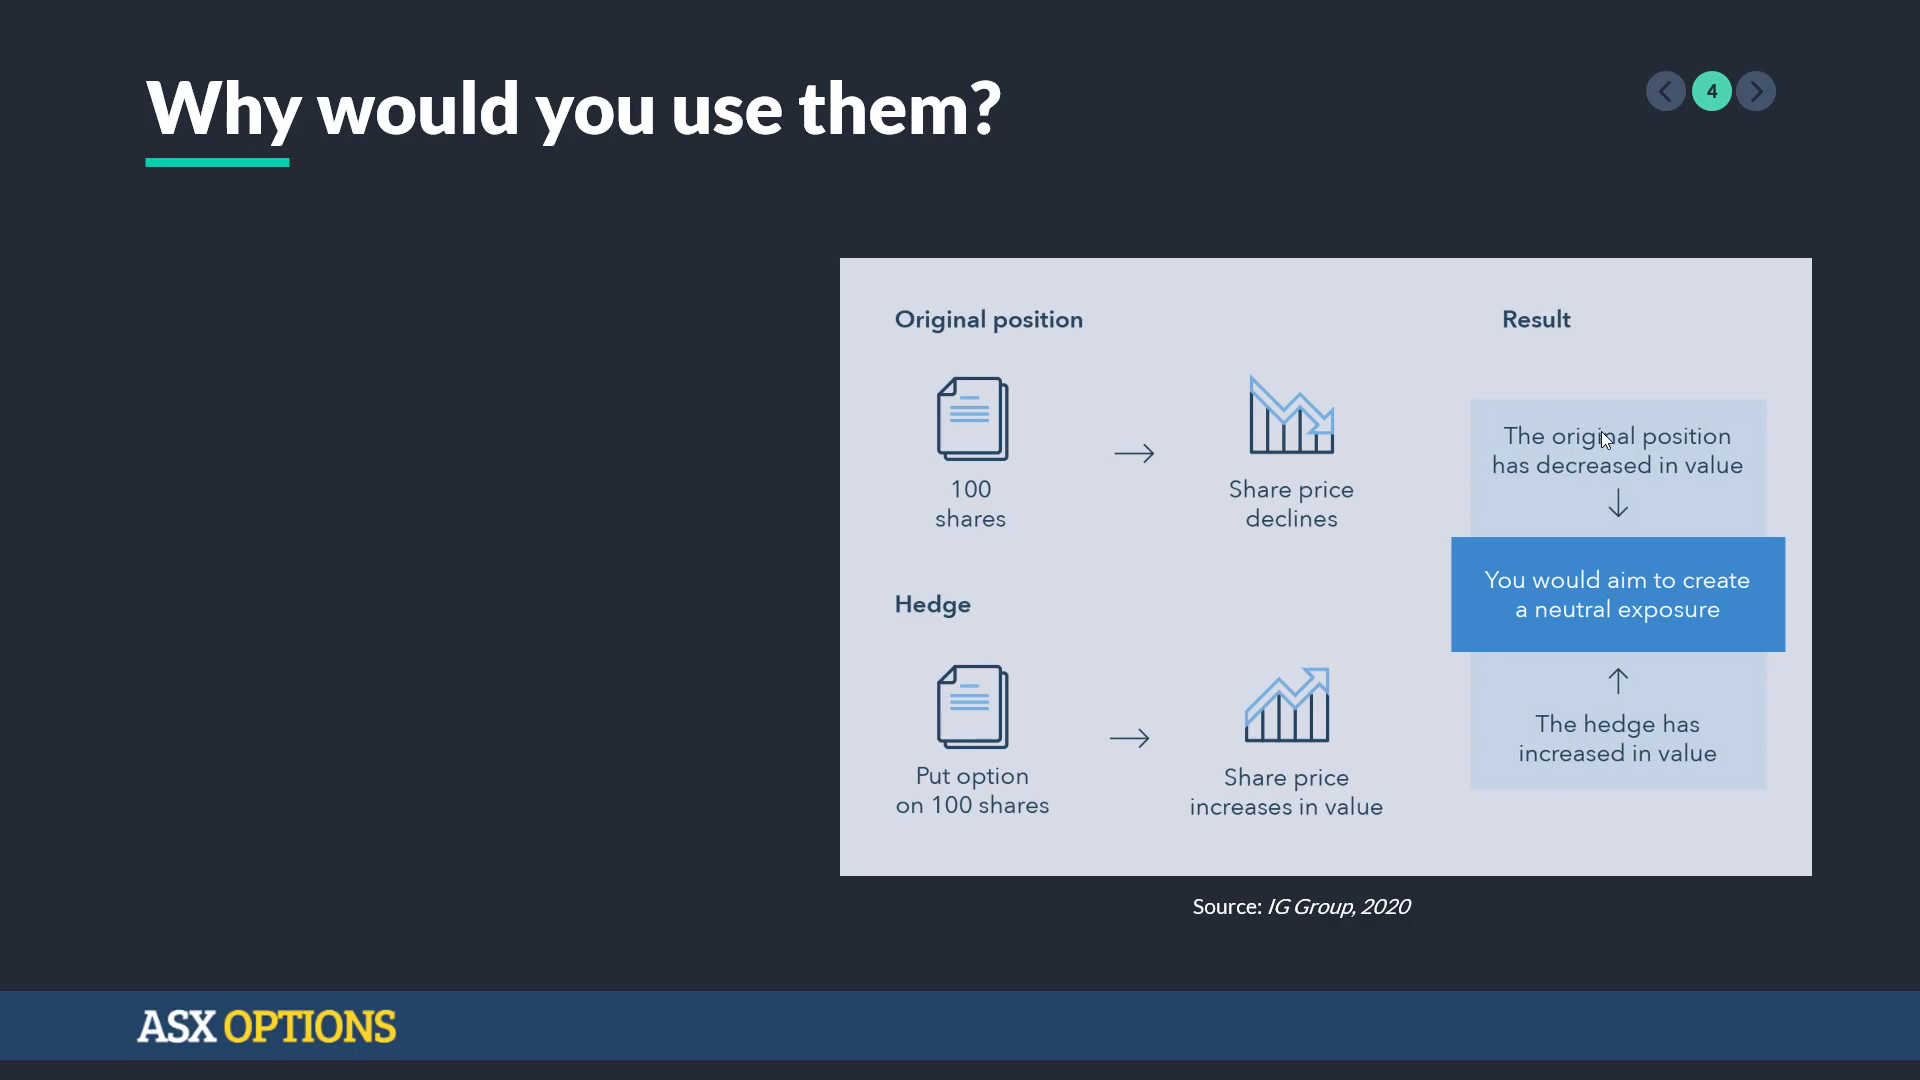 Why would you use them?
4
Original position
Result
100
shares
Share price
declines
The original position
has decreased in value
You would aim to create
a neutral exposure
Hedge
Put option
on 100 shares
Share price
increases in value
The hedge has
increased in value
Source: IG Group, 2020
ASX OPTIONS